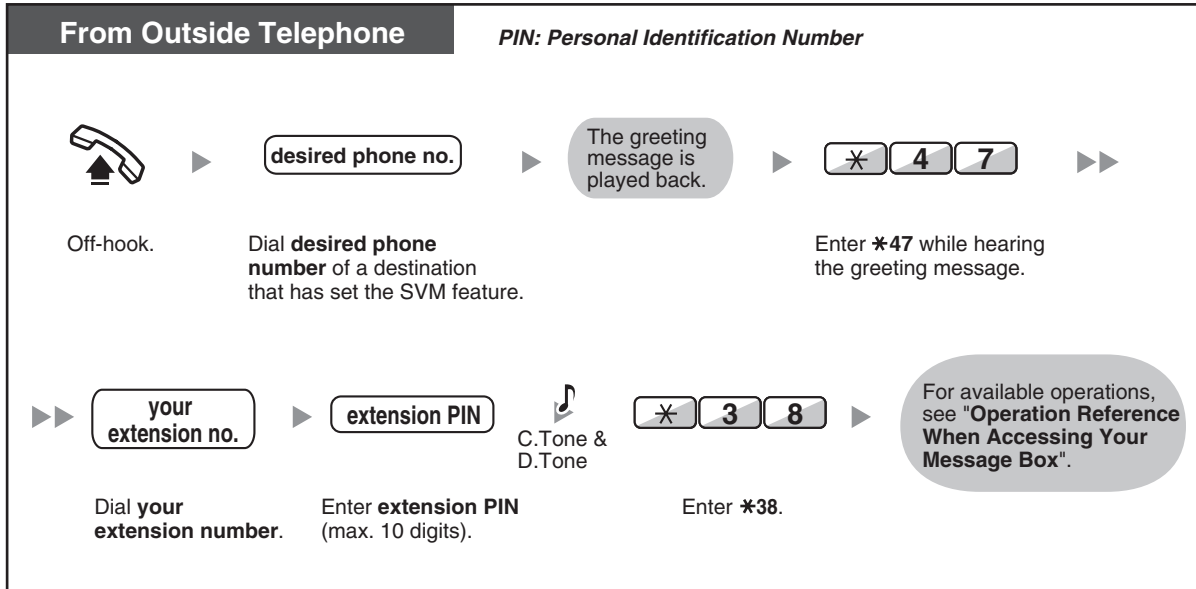 From Outside Telephone
PIN: Personal Identification Number
desired phone no.
The greeting
message is
played back.
* 4 7
Off-hook.
Dial desired phone
number of a destination
that has set the SVM feature.
Enter *47 while hearing
the greeting message.
your
extension no.
extension PIN
C.Tone &
D.Tone
* 3 8
For available operations,
see "Operation Reference
When Accessing Your
Message Box".
Dial your
extension number.
Enter extension PIN
(max. 10 digits).
Enter *38.